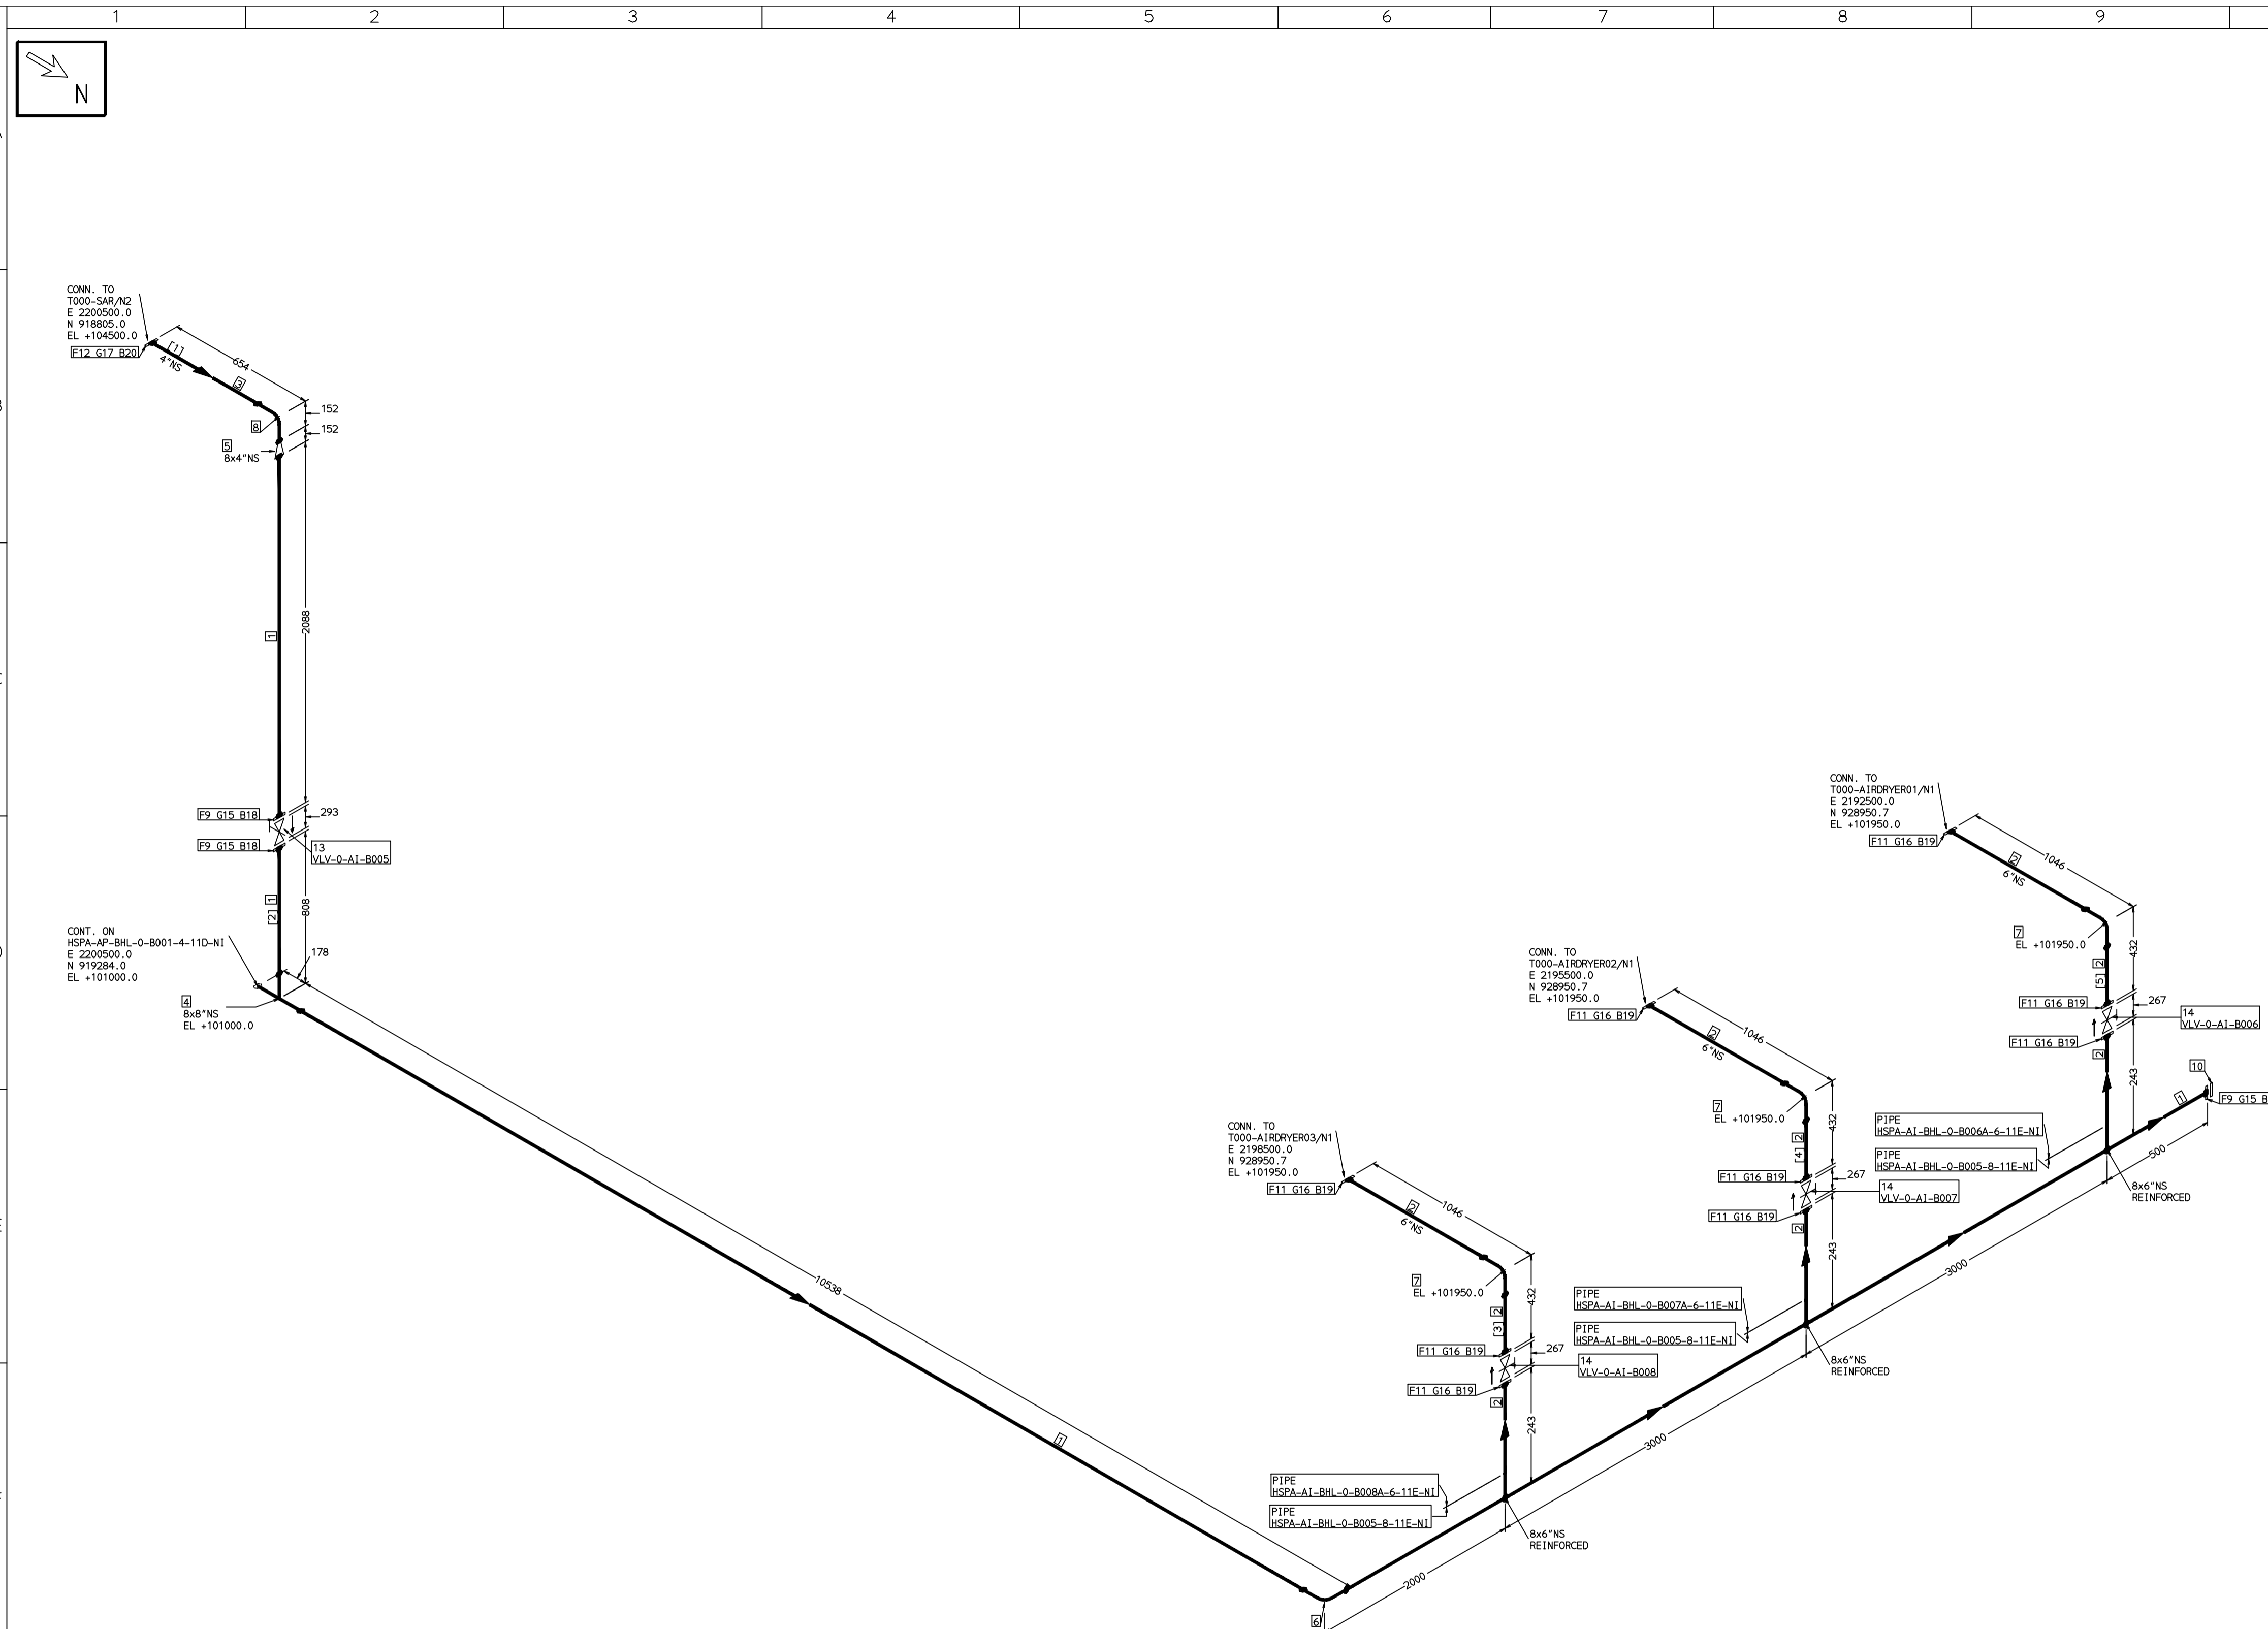 1 2 3 4 5 6 7 8 9
N
CONN. TO
T000-SAR/N2
E 2200500.0
N 918805.0
EL +104500.0
F12 G17 B20
[1]
4"NS
3
654
152
152
8
5
8x4"NS
1
2088
F9 G15 B18
293
F9 G15 B18
13
VLV-0-AI-B005
1
[2]
808
CONT. ON
HSPA-AP-BHL-0-B001-4-11D-NI
E 2200500.0
N 919284.0
EL +101000.0
178
4
8x8"NS
EL +101000.0
10538
1
6
2000
CONN. TO
T000-AIRDRYER03/N1
E 2198500.0
N 928950.7
EL +101950.0
F11 G16 B19
2
6"NS
1046
7
EL +101950.0
432
2
[3]
F11 G16 B19
267
14
VLV-0-AI-B008
F11 G16 B19
2
243
PIPE
HSPA-AI-BHL-0-B008A-6-11E-NI
PIPE
HSPA-AI-BHL-0-B005-8-11E-NI
8x6"NS
REINFORCED
3000
CONN. TO
T000-AIRDRYER02/N1
E 2195500.0
N 928950.7
EL +101950.0
F11 G16 B19
2
6"NS
1046
7
EL +101950.0
432
2
[4]
F11 G16 B19
267
14
VLV-0-AI-B007
F11 G16 B19
2
243
PIPE
HSPA-AI-BHL-0-B007A-6-11E-NI
PIPE
HSPA-AI-BHL-0-B005-8-11E-NI
8x6"NS
REINFORCED
3000
CONN. TO
T000-AIRDRYER01/N1
E 2192500.0
N 928950.7
EL +101950.0
F11 G16 B19
2
6"NS
1046
7
EL +101950.0
432
2
[5]
F11 G16 B19
267
14
VLV-0-AI-B006
F11 G16 B19
2
243
PIPE
HSPA-AI-BHL-0-B006A-6-11E-NI
PIPE
HSPA-AI-BHL-0-B005-8-11E-NI
8x6"NS
REINFORCED
500
1
10
F9 G15 B